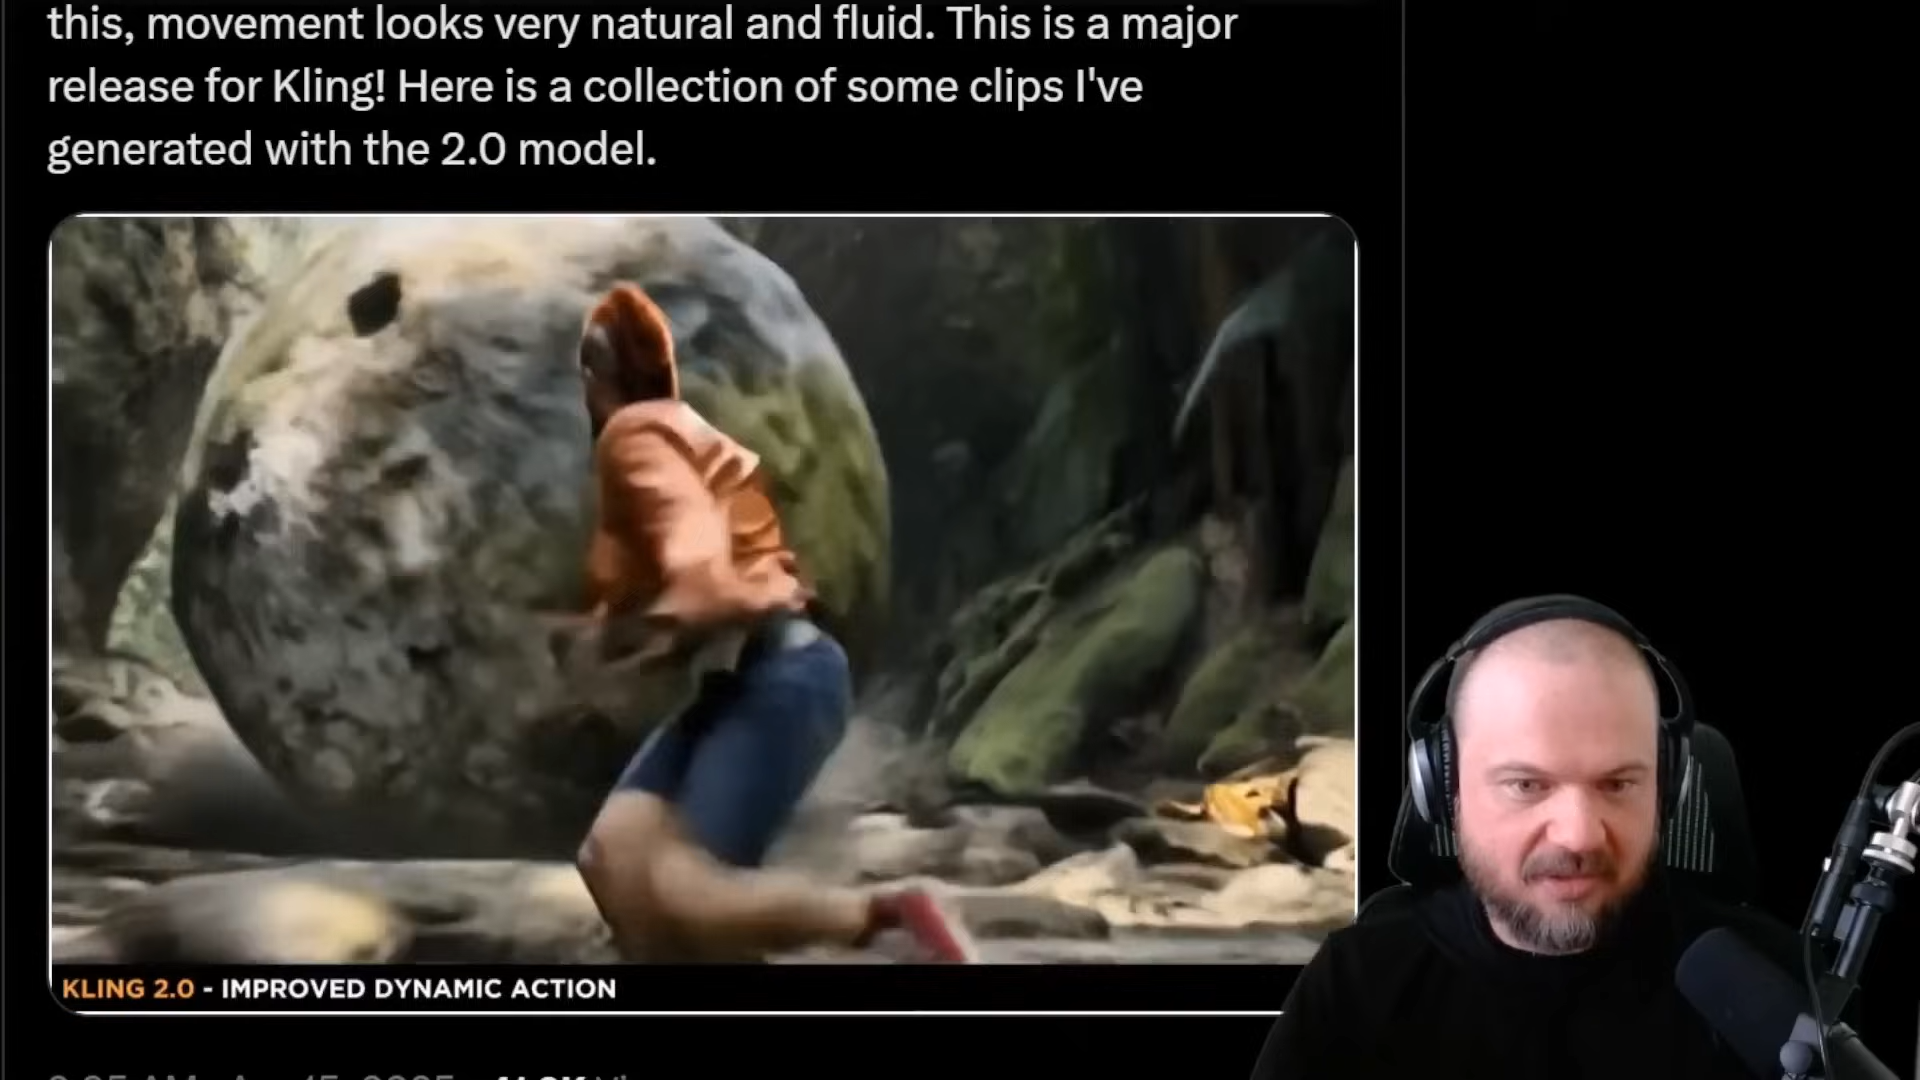 this, movement looks very natural and fluid. This is a major
release for Kling! Here is a collection of some clips I've
generated with the 2.0 model.
KLING 2.0 - IMPROVED DYNAMIC ACTION